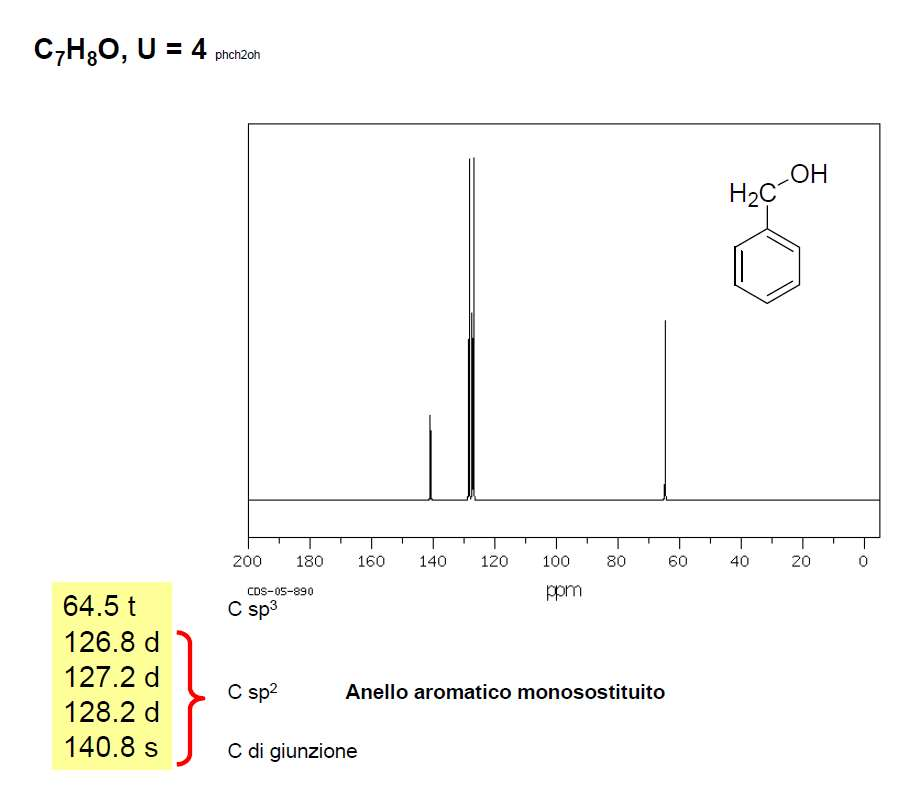 C₇H₈O, U = 4 phch2oh
OH
H₂C
200 180 160 140 120 100 80 60 40 20 0
CDS-05-890
ppm
64.5 t
C sp³
126.8 d
127.2 d
C sp² Anello aromatico monosostituito
128.2 d
140.8 s
C di giunzione